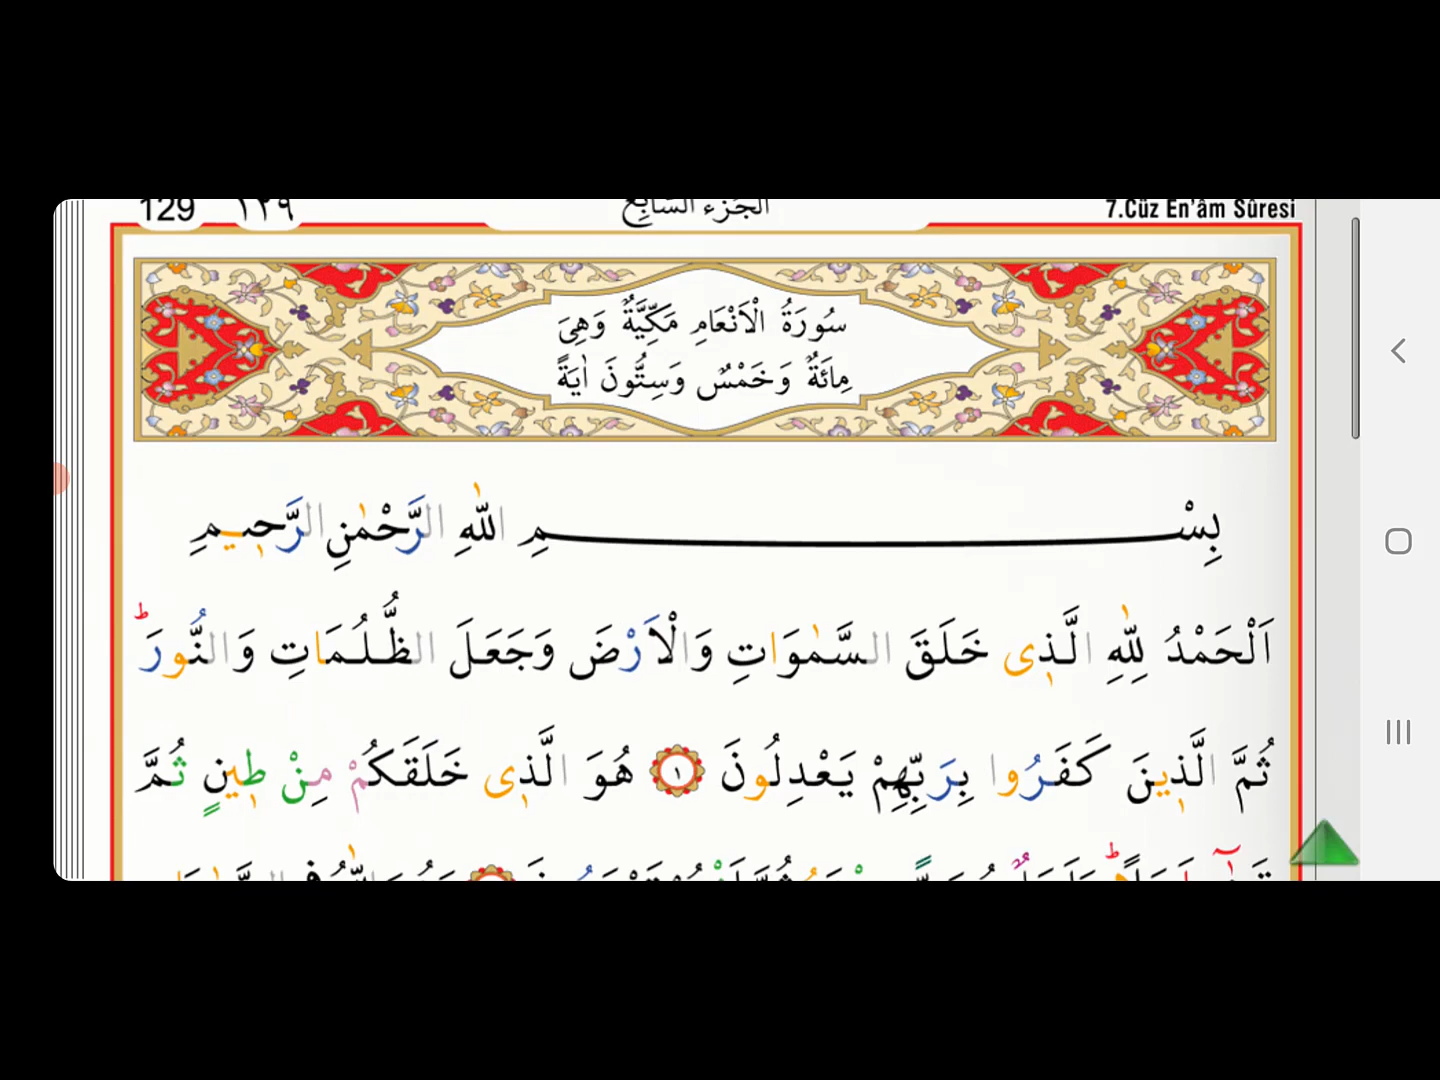 129 ١٢٩ الجزء السابع 7.Cüz En'âm Sûresi
سُورَةُ الْاَنْعَامِ مَكِّيَّةٌ وَهِىَ
مِائَةٌ وَخَمْسٌ وَسِتُّونَ اٰيَةً
بِسْمِ اللّٰهِ الرَّحْمٰنِ الرَّحٖيمِ
اَلْحَمْدُ لِلّٰهِ الَّذٖى خَلَقَ السَّمٰوَاتِ وَالْاَرْضَ وَجَعَلَ الظُّلُمَاتِ وَالنُّورَ ط
ثُمَّ الَّذٖينَ كَفَرُوا بِرَبِّهِمْ يَعْدِلُونَ ١ هُوَ الَّذٖى خَلَقَكُمْ مِنْ طٖينٍ ثُمَّ